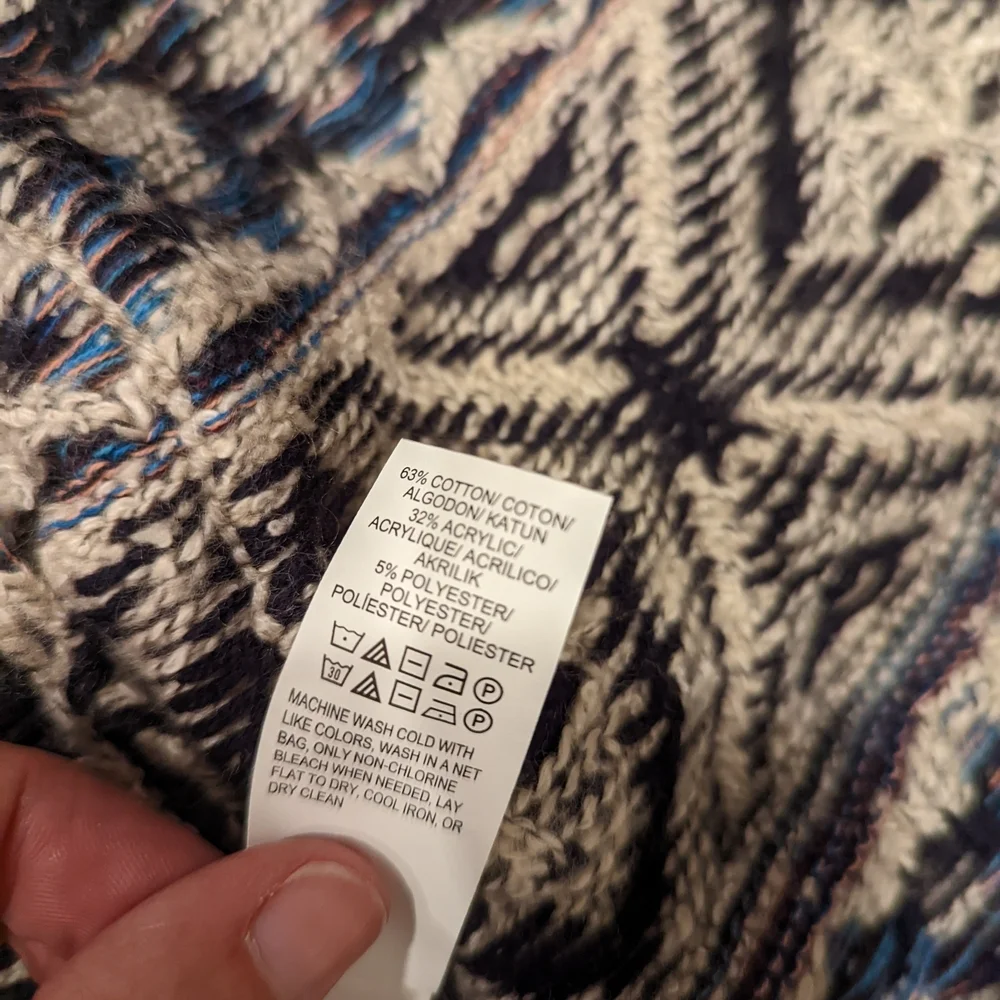 63% COTTON/ COTON/
ALGODON/ KATUN
32% ACRYLIC/
ACRYLIQUE/ ACRILICO/
AKRILIK
5% POLYESTER/
POLYESTER/
POLÍESTER/ POLIESTER
P
30 P
MACHINE WASH COLD WITH
LIKE COLORS, WASH IN A NET
BAG, ONLY NON-CHLORINE
BLEACH WHEN NEEDED, LAY
FLAT TO DRY, COOL IRON, OR
DRY CLEAN